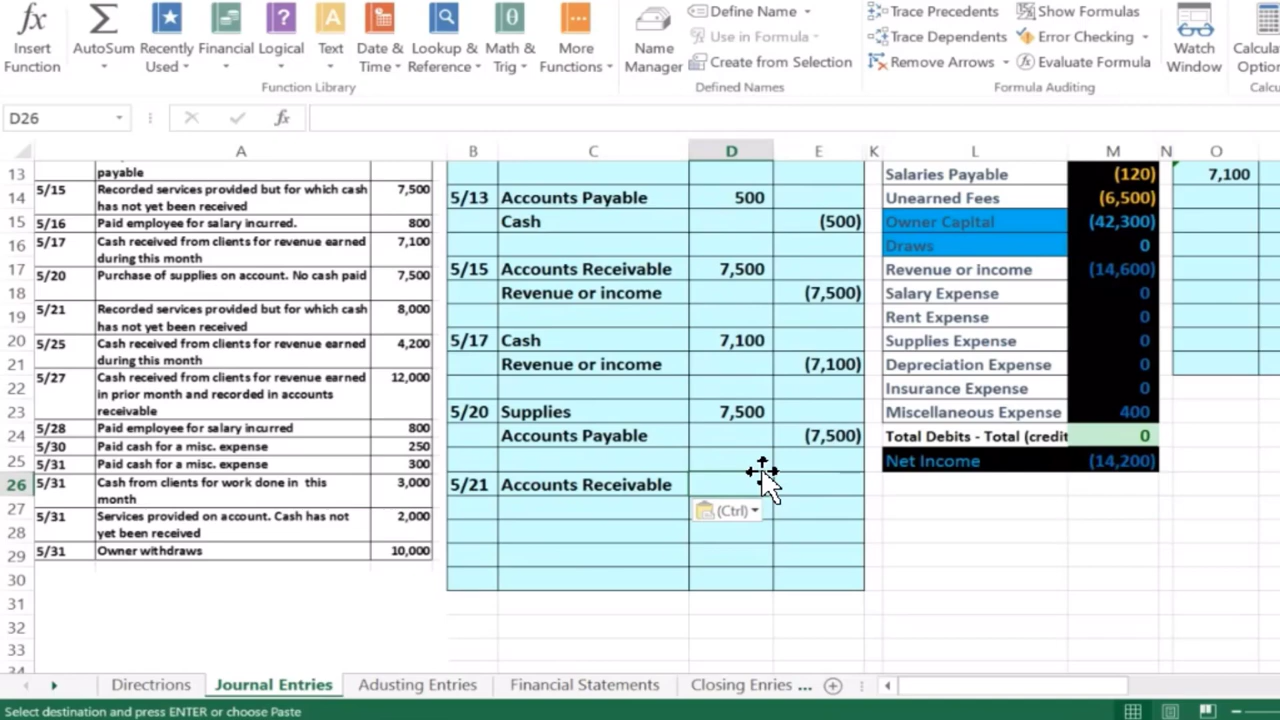 Insert
Function
AutoSum
Recently
Used
Financial
Logical
Text
Date &
Time
Lookup &
Reference
Math &
Trig
More
Functions
Function Library
Name
Manager
Define Name
Use in Formula
Create from Selection
Defined Names
Trace Precedents
Trace Dependents
Remove Arrows
Show Formulas
Error Checking
Evaluate Formula
Formula Auditing
Watch
Window
D26
fx
A B C D E K L M N O
13 payable Salaries Payable (120) 7,100
5/15 Recorded services provided but for which cash 7,500
has not yet been received
14 5/13 Accounts Payable 500 Unearned Fees (6,500)
15 5/16 Paid employee for salary incurred. 800 Cash (500) Owner Capital (42,300)
16 5/17 Cash received from clients for revenue earned 7,100 Draws 0
during this month
17 5/20 Purchase of supplies on account. No cash paid 7,500 5/15 Accounts Receivable 7,500 Revenue or income (14,600)
18 Revenue or income (7,500) Salary Expense 0
19 5/21 Recorded services provided but for which cash 8,000 Rent Expense 0
has not yet been received
20 5/25 Cash received from clients for revenue earned 4,200 5/17 Cash 7,100 Supplies Expense 0
during this month
21 Revenue or income (7,100) Depreciation Expense 0
22 5/27 Cash received from clients for revenue earned 12,000 Insurance Expense 0
in prior month and recorded in accounts
receivable
23 5/20 Supplies 7,500 Miscellaneous Expense 400
24 5/28 Paid employee for salary incurred 800 Accounts Payable (7,500) Total Debits - Total (credit 0
5/30 Paid cash for a misc. expense 250
25 5/31 Paid cash for a misc. expense 300 Net Income (14,200)
26 5/31 Cash from clients for work done in this 3,000 5/21 Accounts Receivable
month
27 5/31 Services provided on account. Cash has not 2,000 (Ctrl)
28 yet been received
29 5/31 Owner withdraws 10,000
30
31
32
33
Directrions Journal Entries Adusting Entries Financial Statements Closing Enries ...
Select destination and press ENTER or choose Paste